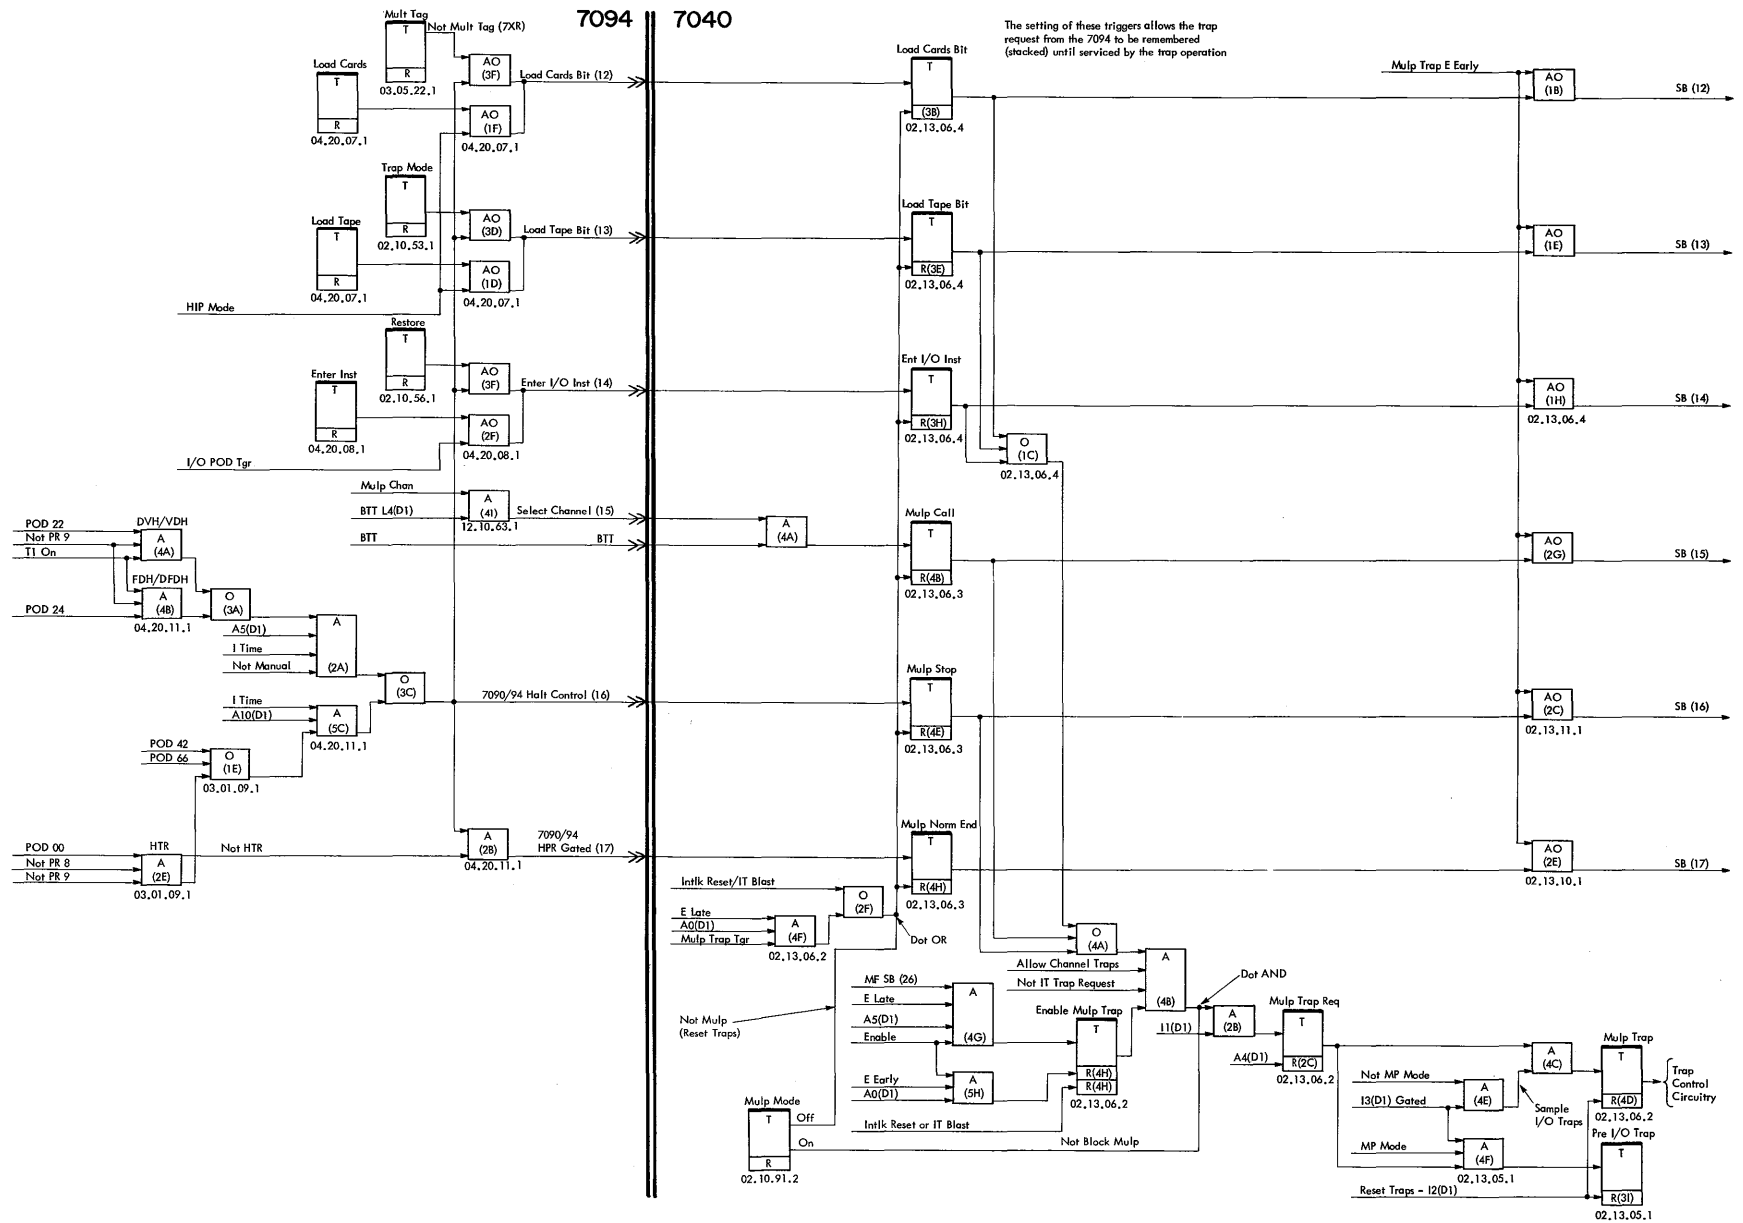 7094
7040
The setting of these triggers allows the trap
request from the 7094 to be remembered
(stacked) until serviced by the trap operation
Mult Tag
T
R
03.05.22.1
Not Mult Tag (7XR)
Load Cards
T
R
04.20.07.1
AO
(3F)
AO
(1F)
04.20.07.1
Load Cards Bit (12)
Load Cards Bit
T
(3B)
02.13.06.4
Mulp Trap E Early
AO
(1B)
SB (12)
Trap Mode
T
R
02.10.53.1
Load Tape
T
R
04.20.07.1
AO
(3D)
AO
(1D)
04.20.07.1
Load Tape Bit (13)
Load Tape Bit
T
R(3E)
02.13.06.4
AO
(1E)
SB (13)
HIP Mode
Restore
T
R
02.10.56.1
Enter Inst
T
R
04.20.08.1
AO
(3F)
AO
(2F)
04.20.08.1
Enter I/O Inst (14)
Ent I/O Inst
T
R(3H)
02.13.06.4
AO
(1H)
02.13.06.4
SB (14)
I/O POD Tgr
O
(1C)
02.13.06.4
Mulp Chan
BTT L4(D1)
A
(4I)
12.10.63.1
Select Channel (15)
BTT
BTT
A
(4A)
Mulp Call
T
R(4B)
02.13.06.3
AO
(2G)
SB (15)
POD 22
Not PR 9
T1 On
DVH/VDH
A
(4A)
FDH/DFDH
A
(4B)
04.20.11.1
POD 24
O
(3A)
A5(D1)
I Time
Not Manual
A
(2A)
O
(3C)
I Time
A10(D1)
A
(5C)
04.20.11.1
7090/94 Halt Control (16)
Mulp Stop
T
R(4E)
02.13.06.3
AO
(2C)
02.13.11.1
SB (16)
POD 42
POD 66
O
(1E)
03.01.09.1
POD 00
Not PR 8
Not PR 9
HTR
A
(2E)
03.01.09.1
Not HTR
A
(2B)
04.20.11.1
7090/94
HPR Gated (17)
Mulp Norm End
T
R(4H)
02.13.06.3
AO
(2E)
02.13.10.1
SB (17)
Intlk Reset/IT Blast
O
(2F)
E Late
A0(D1)
Mulp Trap Tgr
A
(4F)
02.13.06.2
Dot OR
O
(4A)
Allow Channel Traps
Not IT Trap Request
A
(4B)
Dot AND
MF SB (26)
E Late
A5(D1)
Enable
A
(4G)
Enable Mulp Trap
T
R(4H)
R(4H)
02.13.06.2
E Early
A0(D1)
A
(5H)
Intlk Reset or IT Blast
Not Mulp
(Reset Traps)
Mulp Mode
T
R
02.10.91.2
Off
On
Not Block Mulp
I1(D1)
A
(2B)
Mulp Trap Req
T
R(2C)
02.13.06.2
A4(D1)
Not MP Mode
I3(D1) Gated
A
(4E)
A
(4C)
Sample
I/O Traps
Mulp Trap
T
R(4D)
02.13.06.2
Trap
Control
Circuitry
MP Mode
A
(4F)
02.13.05.1
Pre I/O Trap
T
R(3I)
02.13.05.1
Reset Traps - I2(D1)